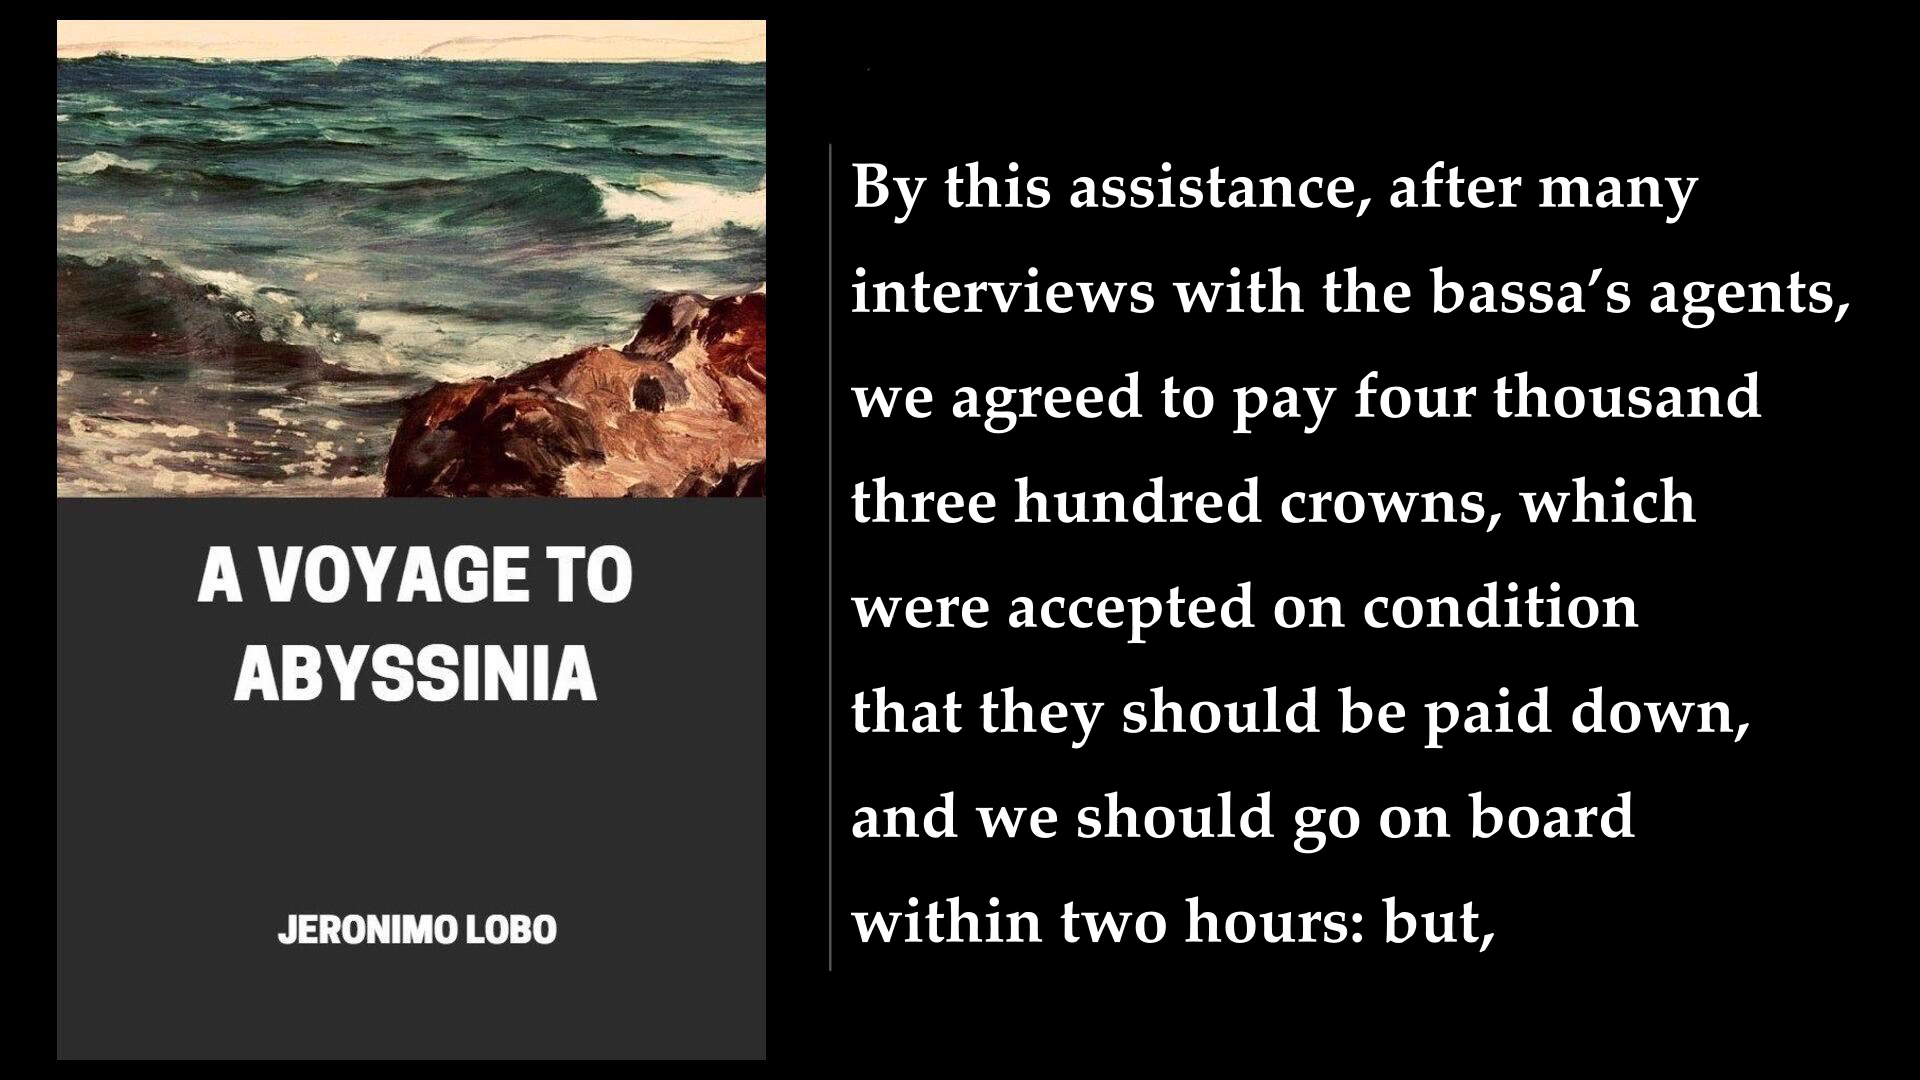 A VOYAGE TO
ABYSSINIA
JERONIMO LOBO
By this assistance, after many
interviews with the bassa’s agents,
we agreed to pay four thousand
three hundred crowns, which
were accepted on condition
that they should be paid down,
and we should go on board
within two hours: but,